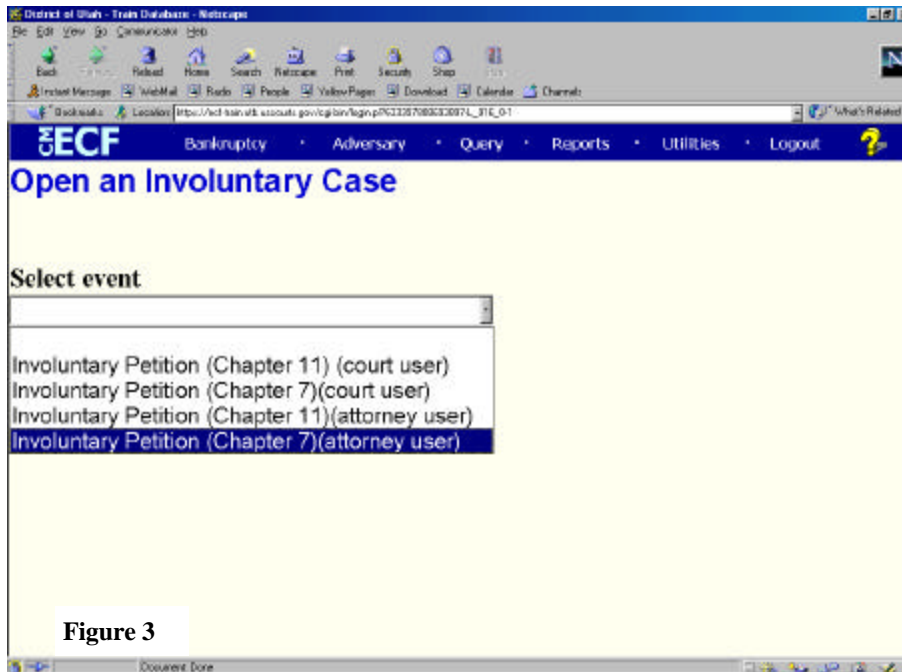 District of Utah - Train Database - Netscape
File Edit View Go Communicator Help
Back Reload Home Search Netscape Print Security Shop
Instant Message WebMail Radio People Yellow Pages Download Calendar Channels
Bookmarks Location: What's Related
CM ECF Bankruptcy · Adversary · Query · Reports · Utilities · Logout ?
Open an Involuntary Case
Select event
Involuntary Petition (Chapter 11) (court user)
Involuntary Petition (Chapter 7)(court user)
Involuntary Petition (Chapter 11)(attorney user)
Involuntary Petition (Chapter 7)(attorney user)
Figure 3
Document Done